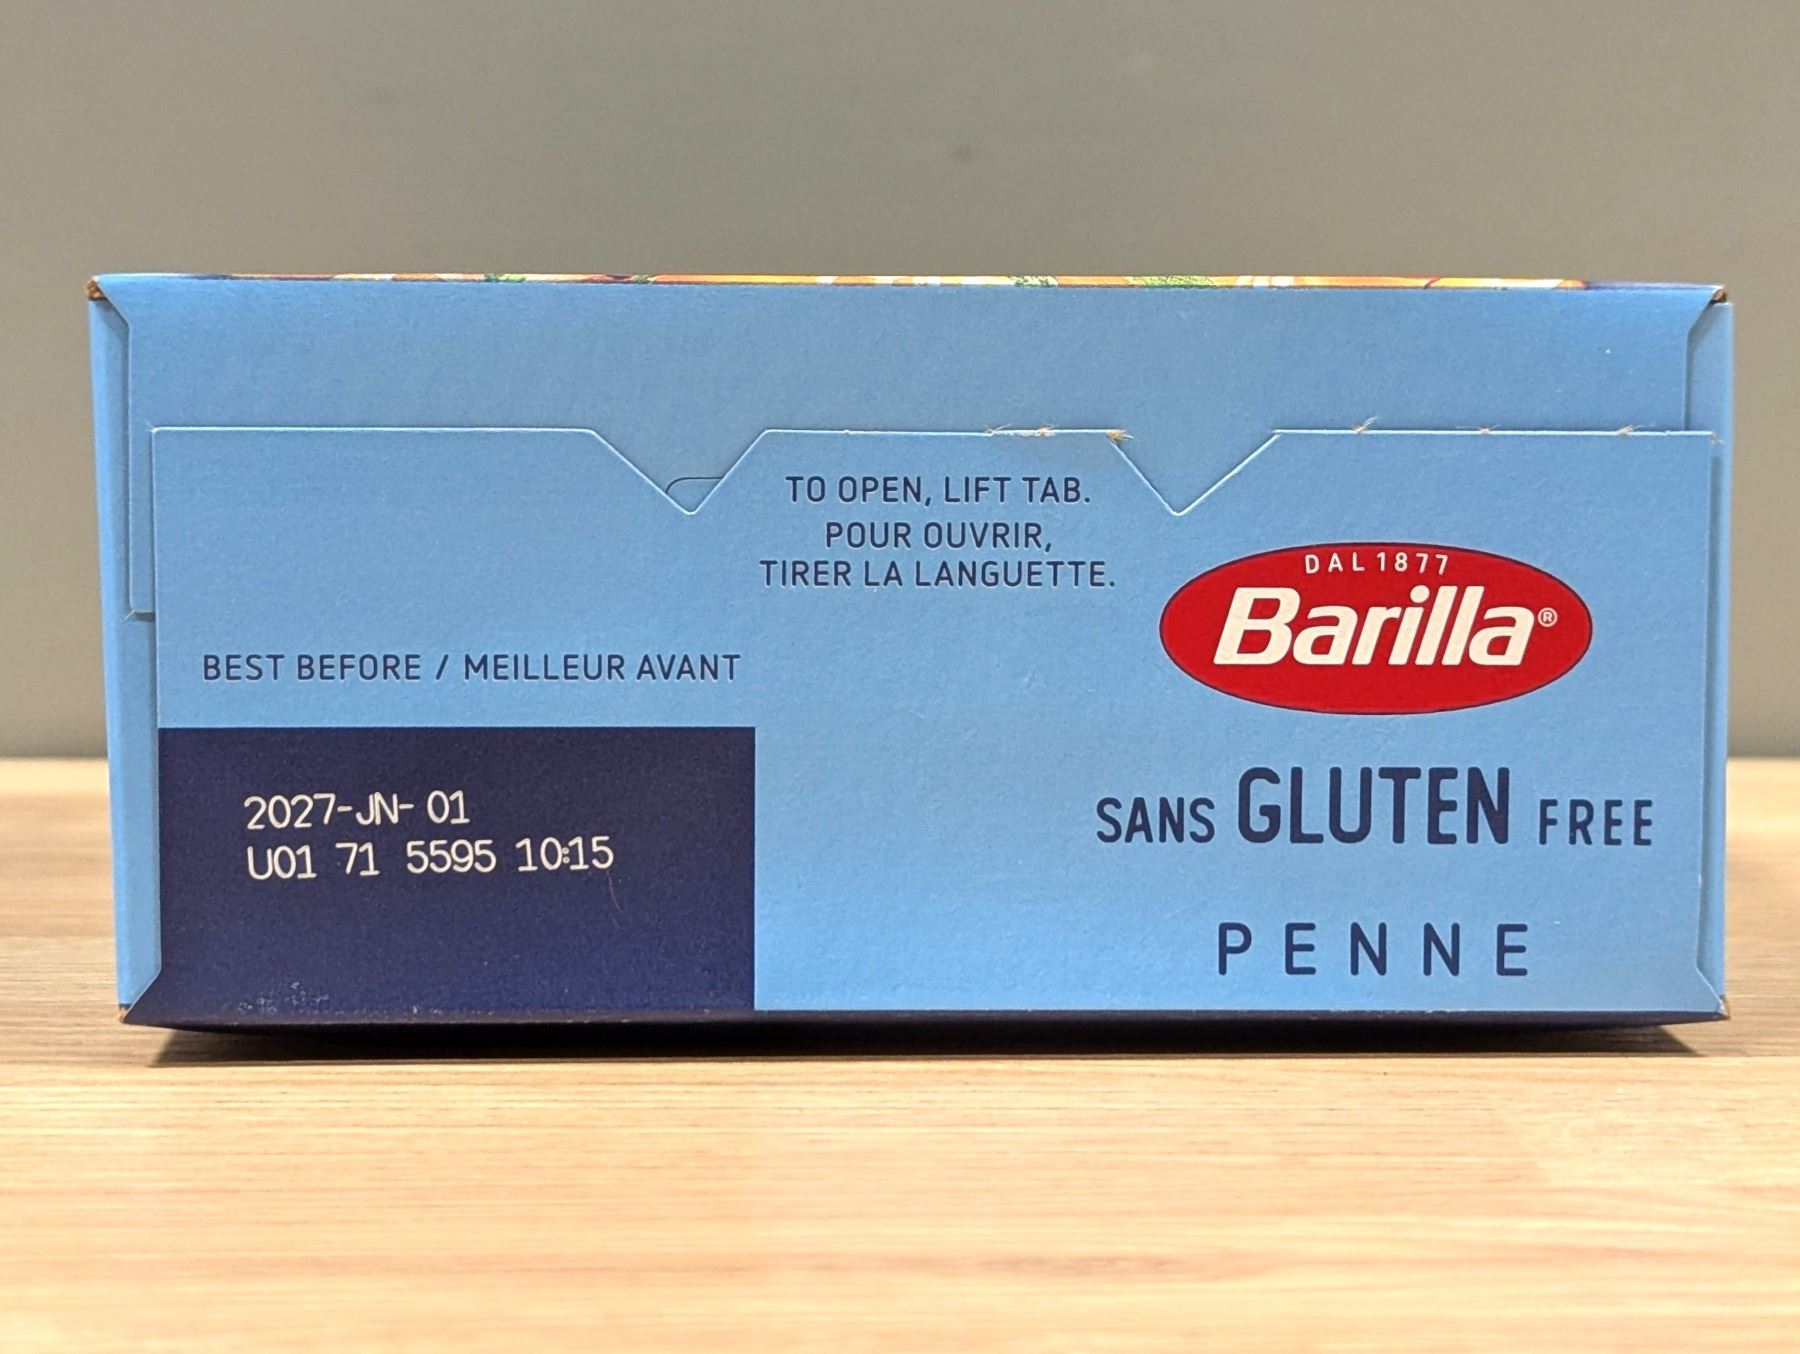 TO OPEN, LIFT TAB.
POUR OUVRIR,
TIRER LA LANGUETTE.
DAL 1877
Barilla®
BEST BEFORE / MEILLEUR AVANT
2027-JN- 01
U01 71 5595 10:15
SANS GLUTEN FREE
PENNE